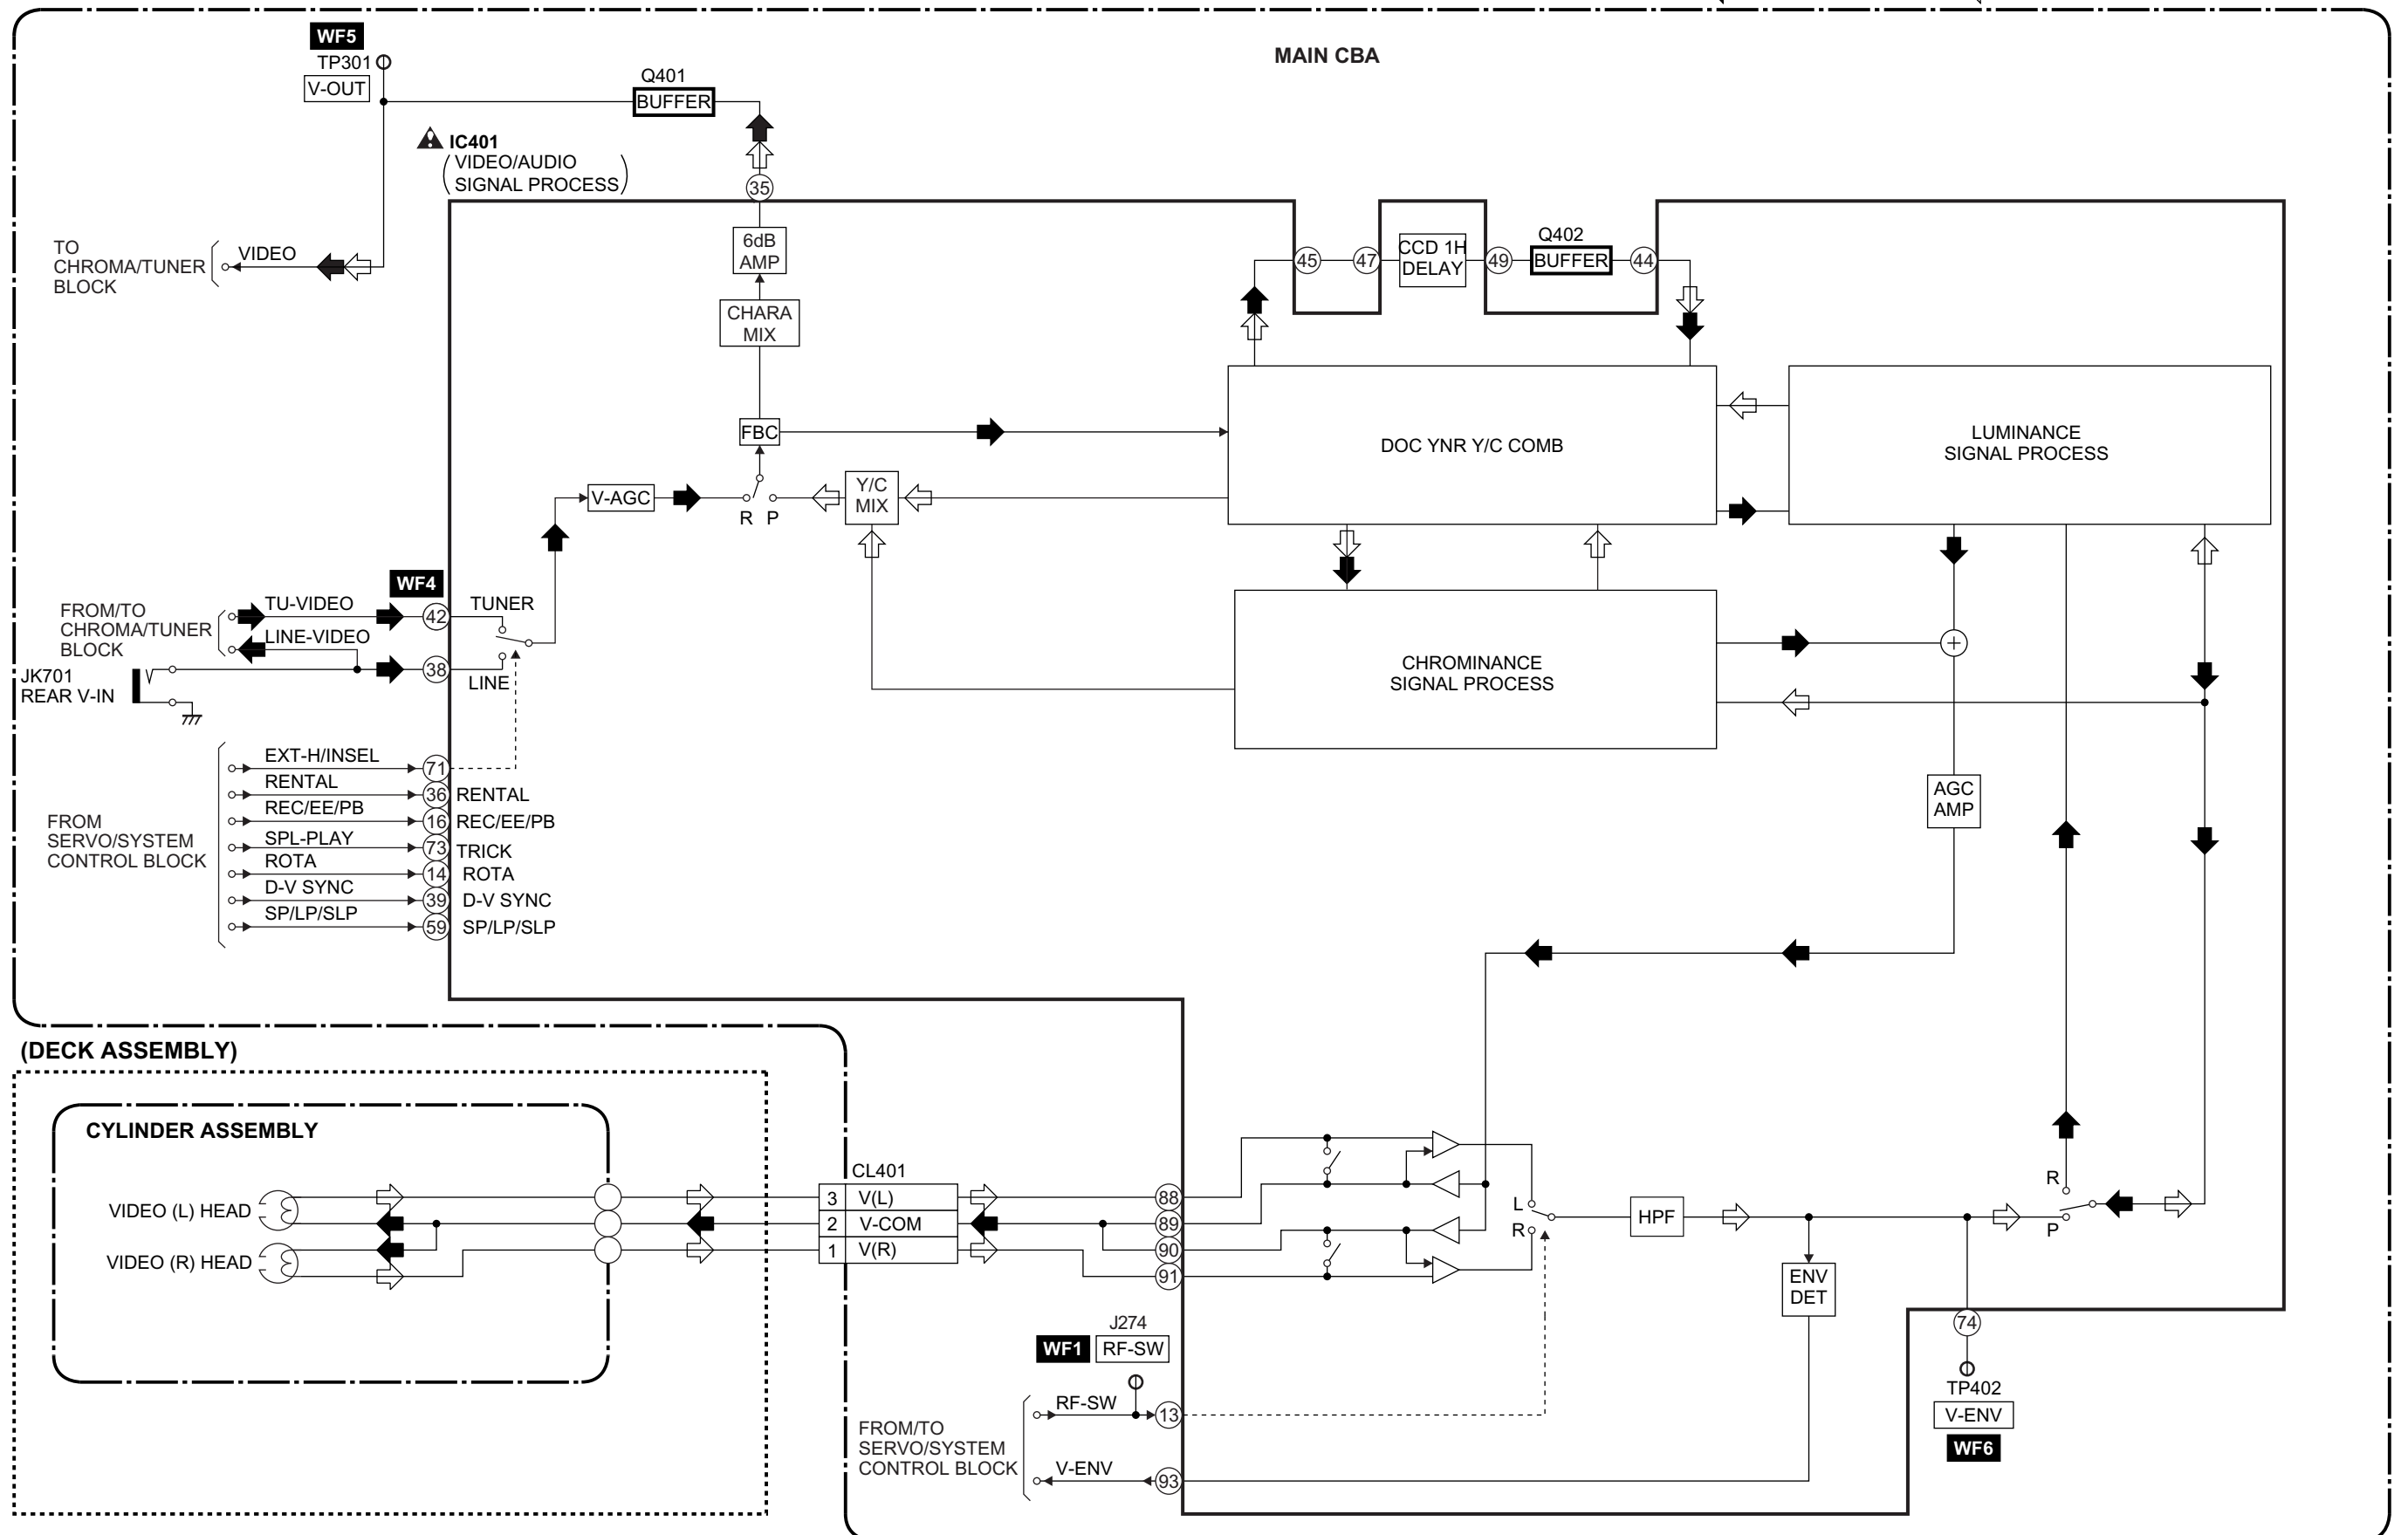 MAIN CBA
WF5
TP301
V-OUT
Q401
BUFFER
IC401
(VIDEO/AUDIO
SIGNAL PROCESS)
35
TO
CHROMA/TUNER
BLOCK
VIDEO
6dB
AMP
CHARA
MIX
FBC
45
47
CCD 1H
DELAY
49
Q402
BUFFER
44
DOC YNR Y/C COMB
LUMINANCE
SIGNAL PROCESS
V-AGC
R P
Y/C
MIX
WF4
FROM/TO
CHROMA/TUNER
BLOCK
TU-VIDEO
LINE-VIDEO
42
TUNER
38
LINE
JK701
REAR V-IN
CHROMINANCE
SIGNAL PROCESS
+
AGC
AMP
FROM
SERVO/SYSTEM
CONTROL BLOCK
EXT-H/INSEL
71
RENTAL
36
RENTAL
REC/EE/PB
16
REC/EE/PB
SPL-PLAY
73
TRICK
ROTA
14
ROTA
D-V SYNC
39
D-V SYNC
SP/LP/SLP
59
SP/LP/SLP
(DECK ASSEMBLY)
CYLINDER ASSEMBLY
VIDEO (L) HEAD
VIDEO (R) HEAD
CL401
3 V(L)
2 V-COM
1 V(R)
88
89
90
91
L
R
HPF
R
P
ENV
DET
74
TP402
V-ENV
WF6
J274
WF1
RF-SW
FROM/TO
SERVO/SYSTEM
CONTROL BLOCK
RF-SW
13
V-ENV
93